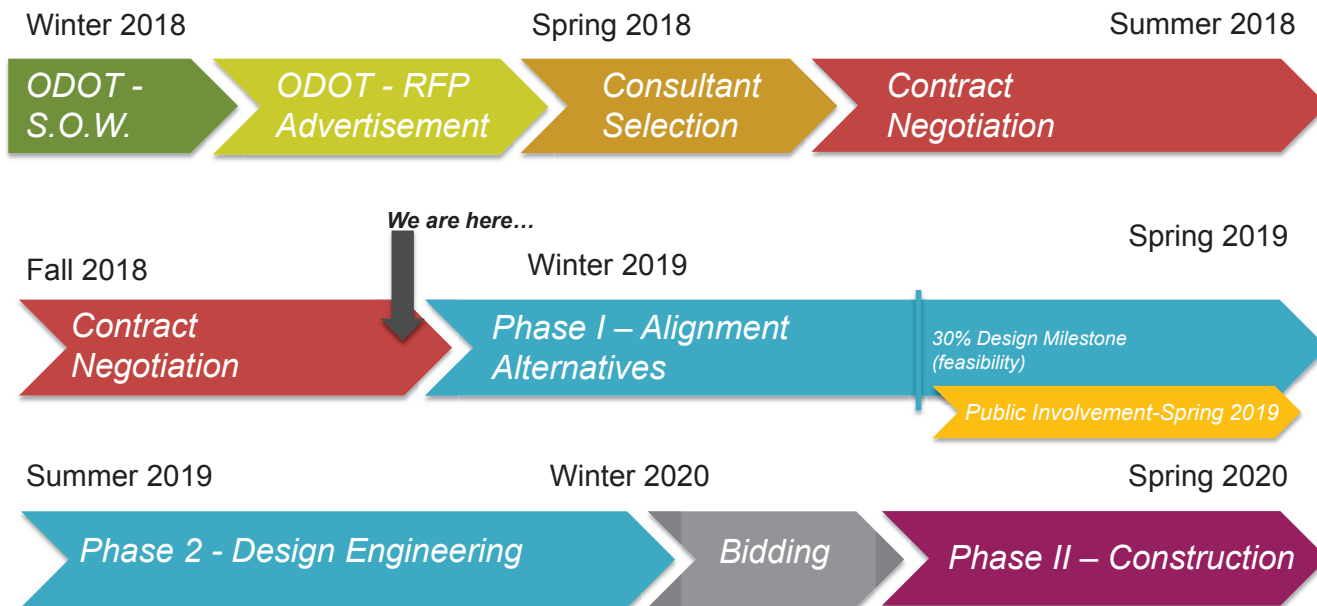 Winter 2018
Spring 2018
Summer 2018
ODOT -
S.O.W.
ODOT - RFP
Advertisement
Consultant
Selection
Contract
Negotiation
We are here…
Fall 2018
Winter 2019
Spring 2019
Contract
Negotiation
Phase I – Alignment
Alternatives
30% Design Milestone
(feasibility)
Public Involvement-Spring 2019
Summer 2019
Winter 2020
Spring 2020
Phase 2 - Design Engineering
Bidding
Phase II – Construction